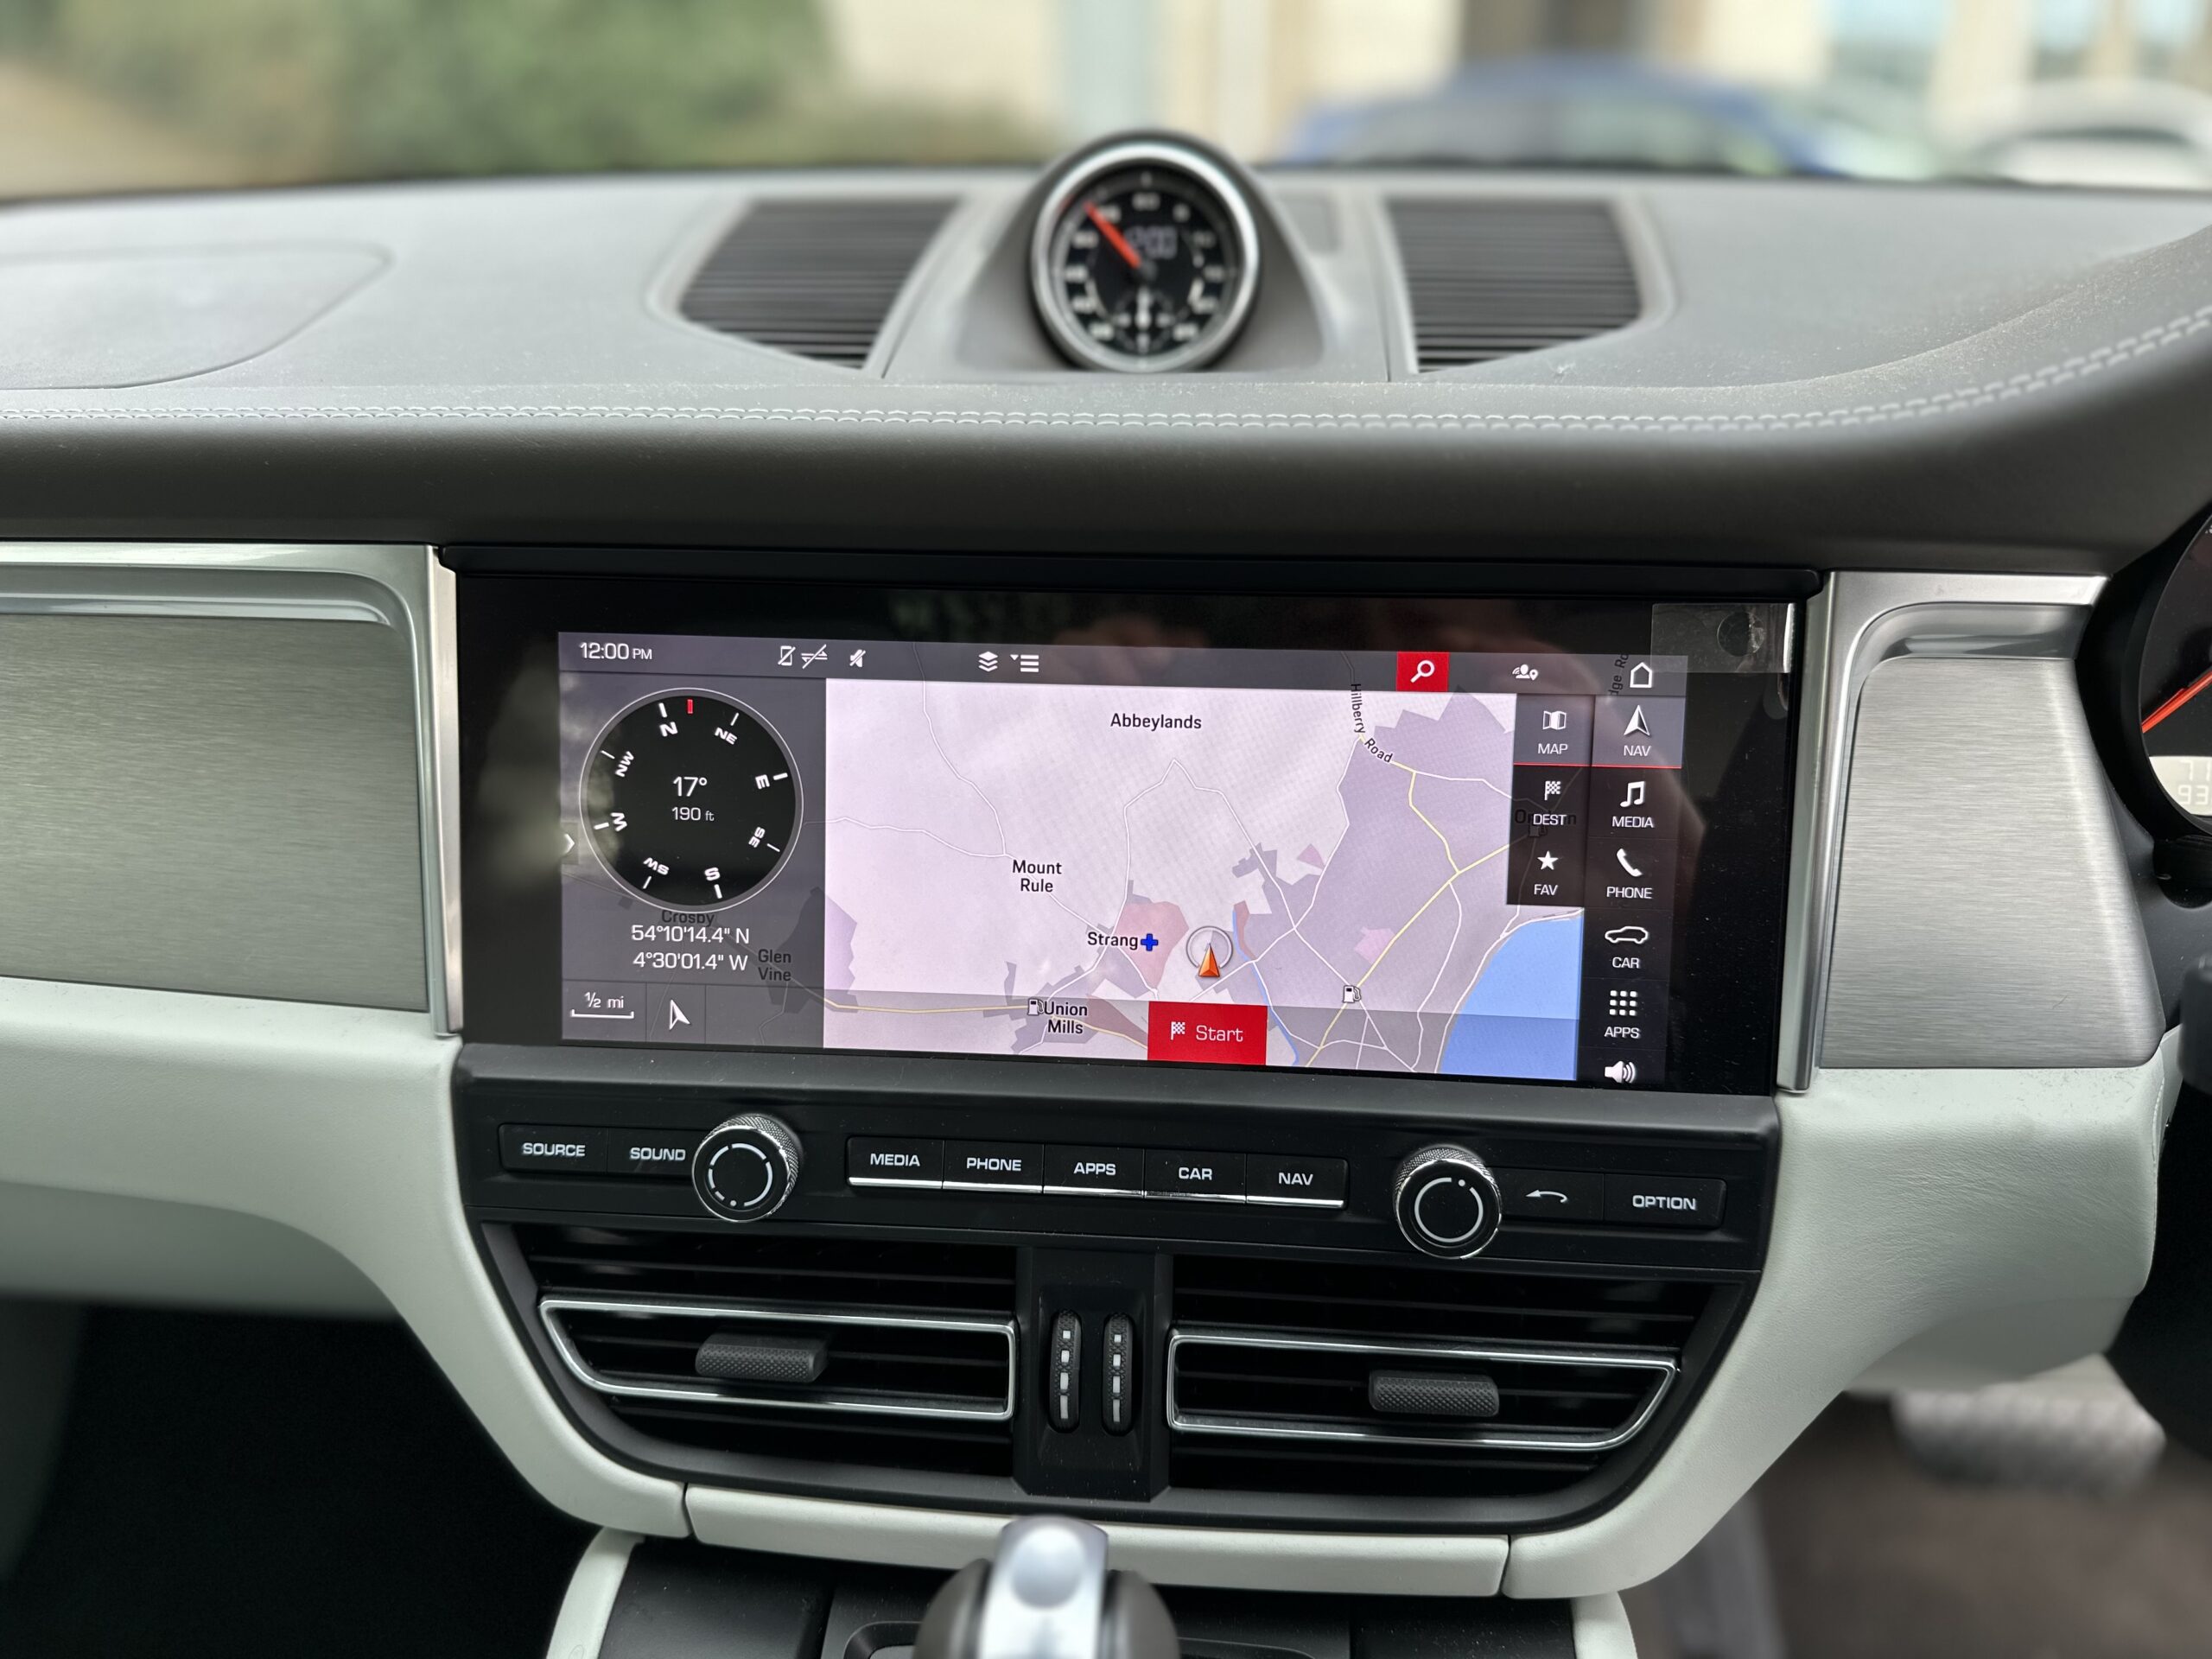 12:00 PM
N
NE
E
SE
S
SW
W
NW
17°
190 ft
54°10'14.4" N
4°30'01.4" W
½ mi
Crosby
Glen
Vine
Abbeylands
Hillberry Road
Mount
Rule
Strang
Union
Mills
Start
MAP
NAV
DEST
MEDIA
FAV
PHONE
CAR
APPS
SOURCE
SOUND
MEDIA
PHONE
APPS
CAR
NAV
OPTION